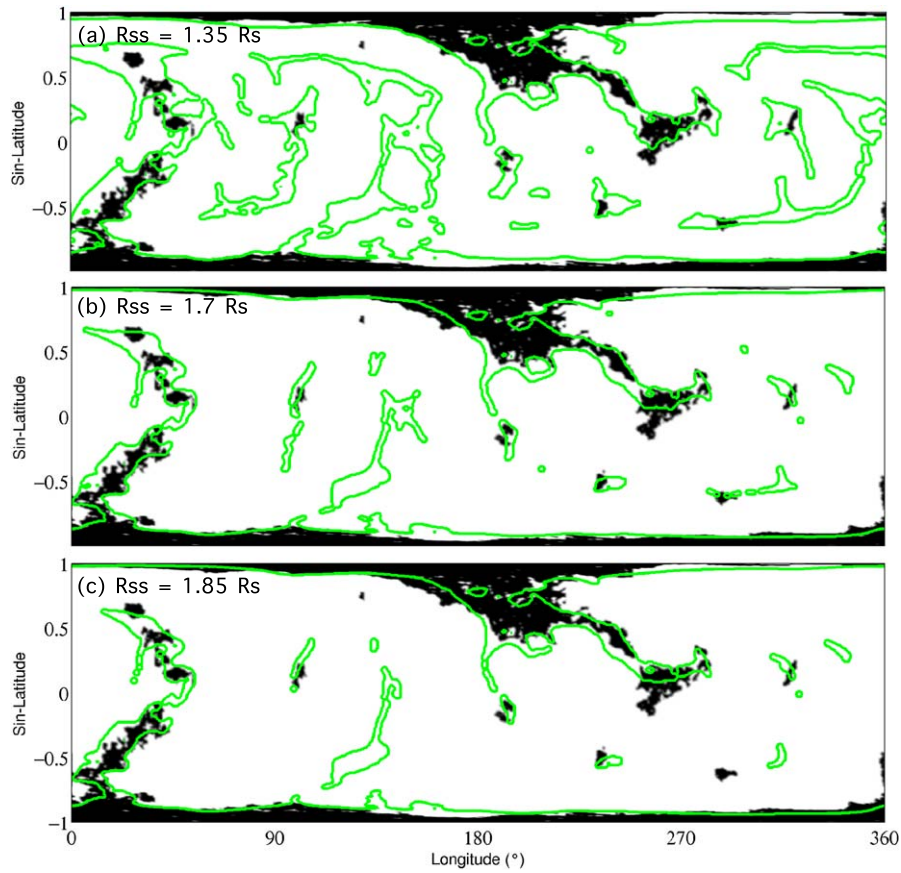 (a) Rss = 1.35 Rs
1
0.5
0
−0.5
Sin-Latitude
(b) Rss = 1.7 Rs
1
0.5
0
−0.5
Sin-Latitude
(c) Rss = 1.85 Rs
1
0.5
0
−0.5
−1
Sin-Latitude
0 90 180 270 360
Longitude (°)